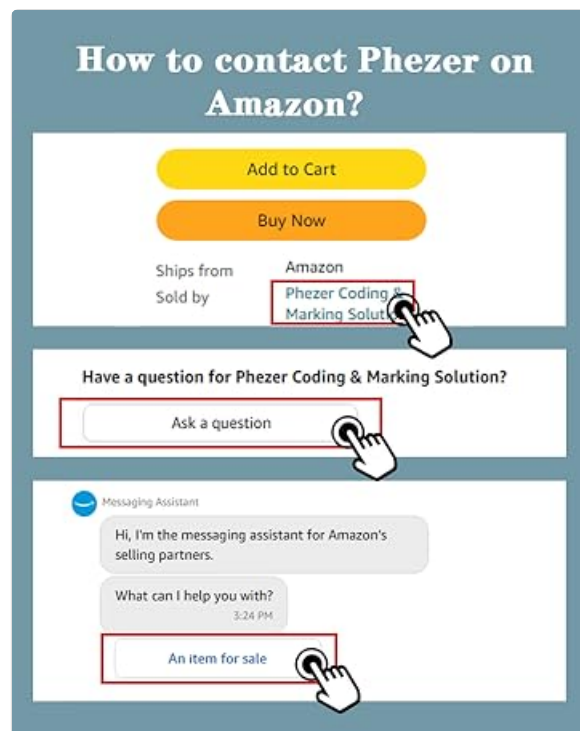 How to contact Phezer on
Amazon?
Add to Cart
Buy Now
Ships from Amazon
Sold by Phezer Coding &
Marking Solution
Have a question for Phezer Coding & Marking Solution?
Ask a question
Messaging Assistant
Hi, I'm the messaging assistant for Amazon's
selling partners.
What can I help you with?
3:24 PM
An item for sale